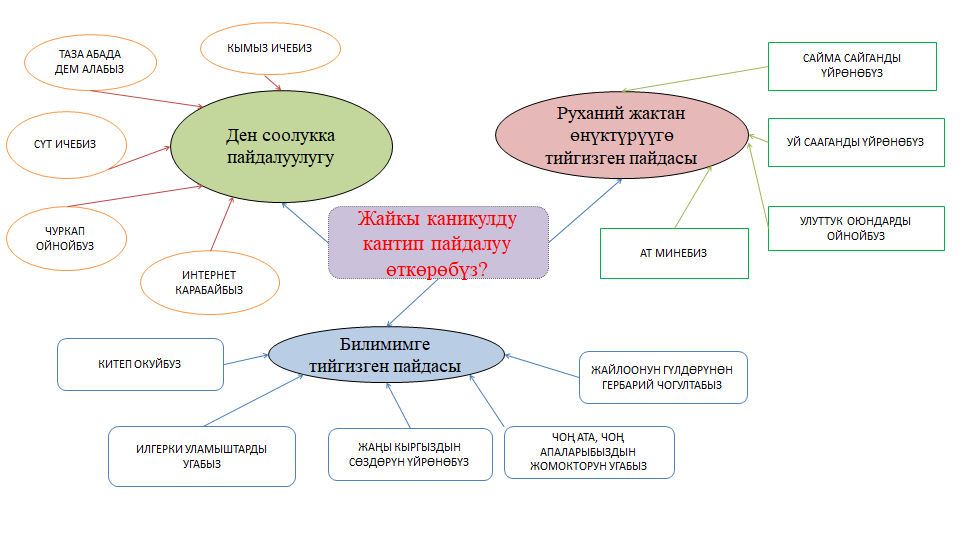 ТАЗА АБАДА
ДЕМ АЛАБЫЗ
КЫМЫЗ ИЧЕБИЗ
СҮТ ИЧЕБИЗ
ЧУРКАП
ОЙНОЙБУЗ
ИНТЕРНЕТ
КАРАБАЙБЫЗ
Ден соолукка
пайдалуулугу
Руханий жактан
өнүктүрүүгө
тийгизген пайдасы
САЙМА САЙГАНДЫ
ҮЙРӨНӨБҮЗ
УЙ СААГАНДЫ ҮЙРӨНӨБҮЗ
УЛУТТУК ОЮНДАРДЫ
ОЙНОЙБУЗ
АТ МИНЕБИЗ
Жайкы каникулду
кантип пайдалуу
өткөрөбүз?
Билимимге
тийгизген пайдасы
КИТЕП ОКУЙБУЗ
ИЛГЕРКИ УЛАМЫШТАРДЫ
УГАБЫЗ
ЖАҢЫ КЫРГЫЗДЫН
СӨЗДӨРҮН ҮЙРӨНӨБҮЗ
ЧОҢ АТА, ЧОҢ
АПАЛАРЫБЫЗДЫН
ЖОМОКТОРУН УГАБЫЗ
ЖАЙЛООНУН ГҮЛДӨРҮНӨН
ГЕРБАРИЙ ЧОГУЛТАБЫЗ